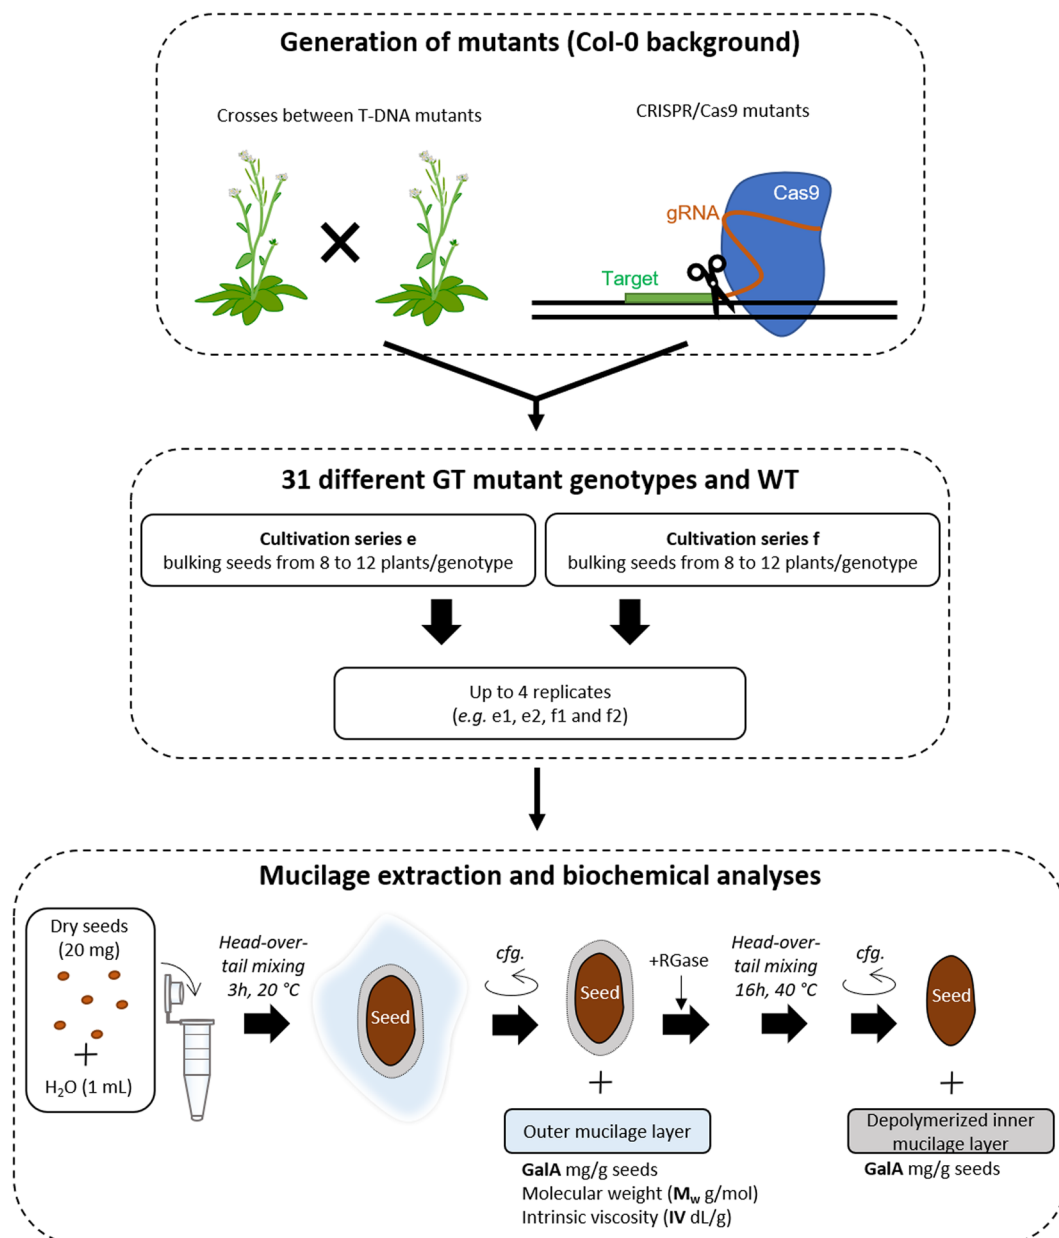 Generation of mutants (Col-0 background)
Crosses between T-DNA mutants
CRISPR/Cas9 mutants
Cas9
gRNA
Target
31 different GT mutant genotypes and WT
Cultivation series e
bulking seeds from 8 to 12 plants/genotype
Cultivation series f
bulking seeds from 8 to 12 plants/genotype
Up to 4 replicates
(e.g. e1, e2, f1 and f2)
Mucilage extraction and biochemical analyses
Dry seeds
(20 mg)
+
H₂O (1 mL)
Head-over-
tail mixing
3h, 20 °C
Seed
cfg.
Seed
+
Outer mucilage layer
GalA mg/g seeds
Molecular weight (Mw g/mol)
Intrinsic viscosity (IV dL/g)
+RGase
Head-over-
tail mixing
16h, 40 °C
cfg.
Seed
+
Depolymerized inner
mucilage layer
GalA mg/g seeds